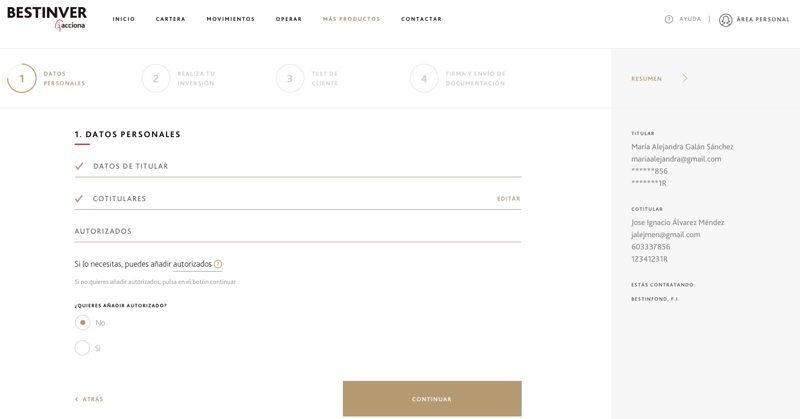 BESTINVER
acciona
INICIO
CARTERA
MOVIMIENTOS
OPERAR
MÁS PRODUCTOS
CONTACTAR
? AYUDA
ÁREA PERSONAL
1 DATOS
PERSONALES
2 REALIZA TU
INVERSIÓN
3 TEST DE
CLIENTE
4 FIRMA Y ENVÍO DE
DOCUMENTACIÓN
RESUMEN
1. DATOS PERSONALES
DATOS DE TITULAR
COTITULARES
EDITAR
AUTORIZADOS
Si lo necesitas, puedes añadir autorizados ?
Si no quieres añadir autorizados, pulsa en el botón continuar
¿QUIERES AÑADIR AUTORIZADO?
No
Si
< ATRÁS
CONTINUAR
TITULAR
María Alejandra Galán Sánchez
mariaalejandra@gmail.com
******856
*******1R
COTITULAR
Jose Ignacio Álvarez Méndez
jalejmen@gmail.com
603337856
12341231R
ESTÁS CONTRATANDO:
BESTINFOND, F.I.